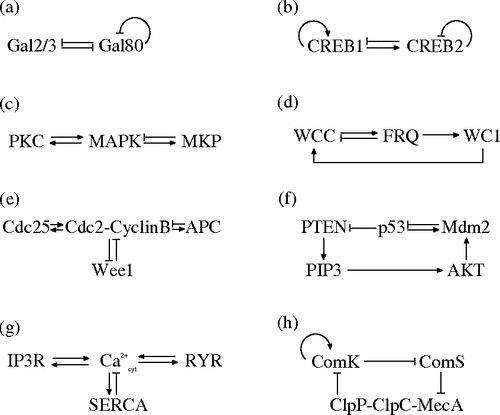 (a)
Gal2/3 Gal80
(b)
CREB1 CREB2
(c)
PKC MAPK MKP
(d)
WCC FRQ WC1
(e)
Cdc25 Cdc2-CyclinB APC
Wee1
(f)
PTEN p53 Mdm2
PIP3 AKT
(g)
IP3R Ca²⁺cyt RYR
SERCA
(h)
ComK ComS
ClpP-ClpC-MecA